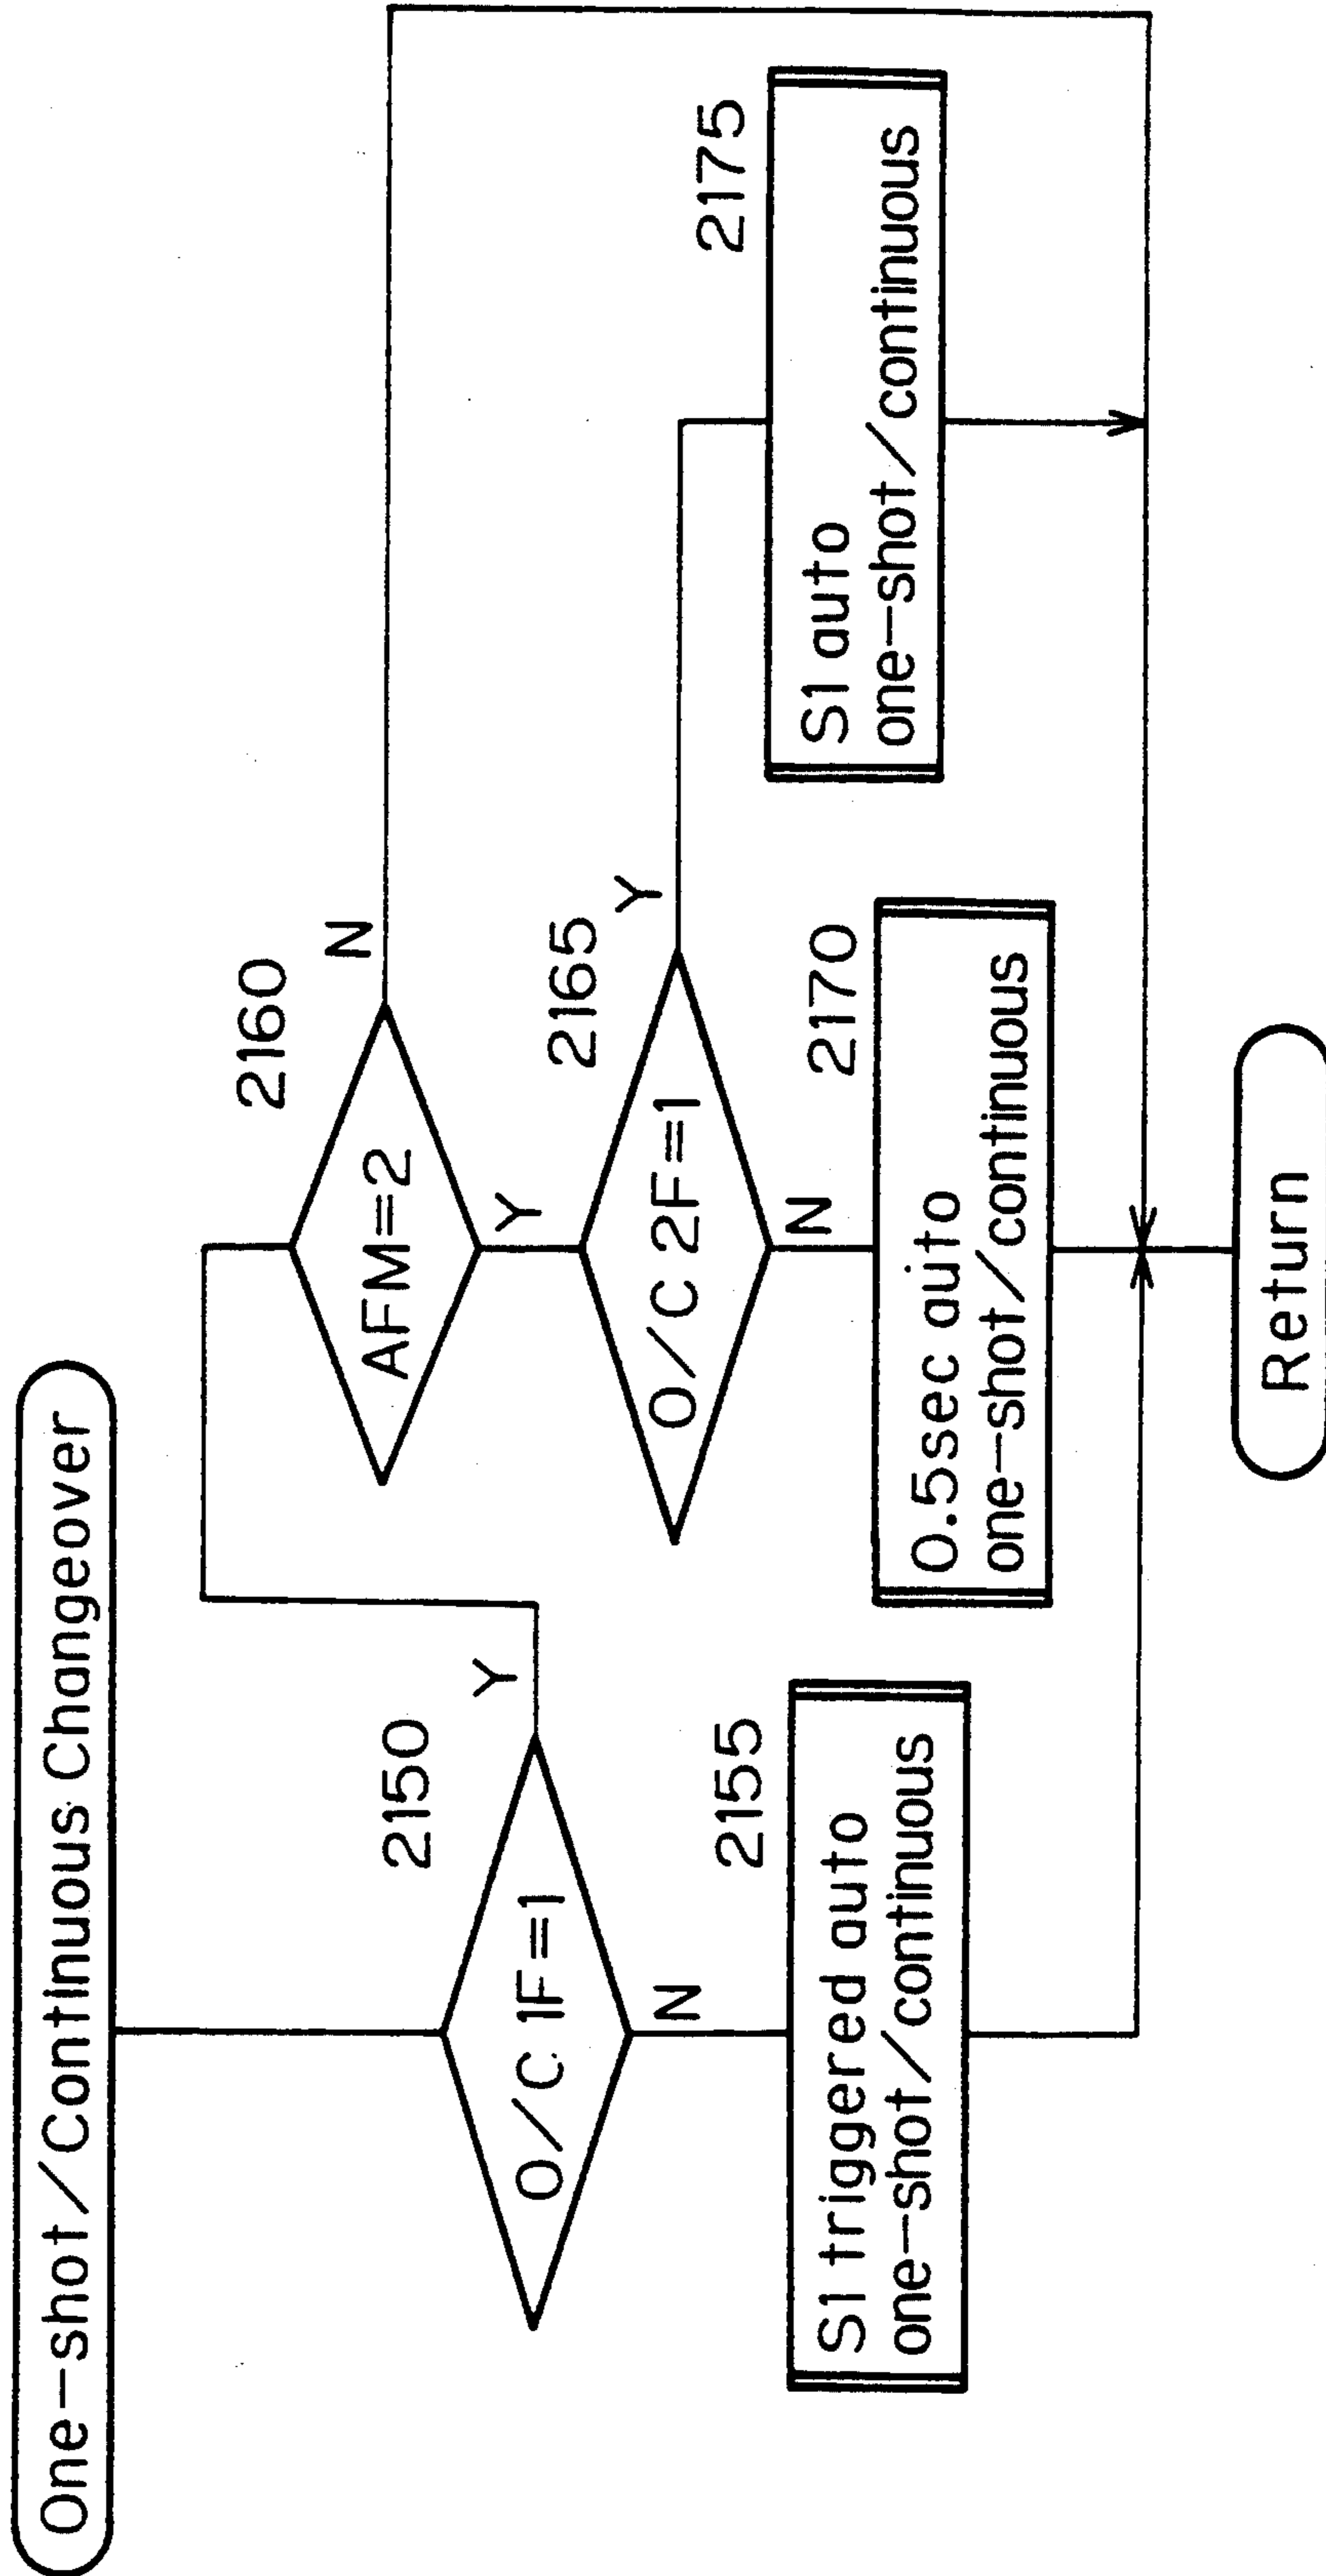 One-shot/Continuous Changeover
2150
O/C 1F=1
Y
N
2155
S1 triggered auto
one-shot/continuous
2160
AFM=2
N
Y
2165
O/C 2F=1
Y
N
2170
0.5sec auto
one-shot/continuous
2175
S1 auto
one-shot/continuous
Return